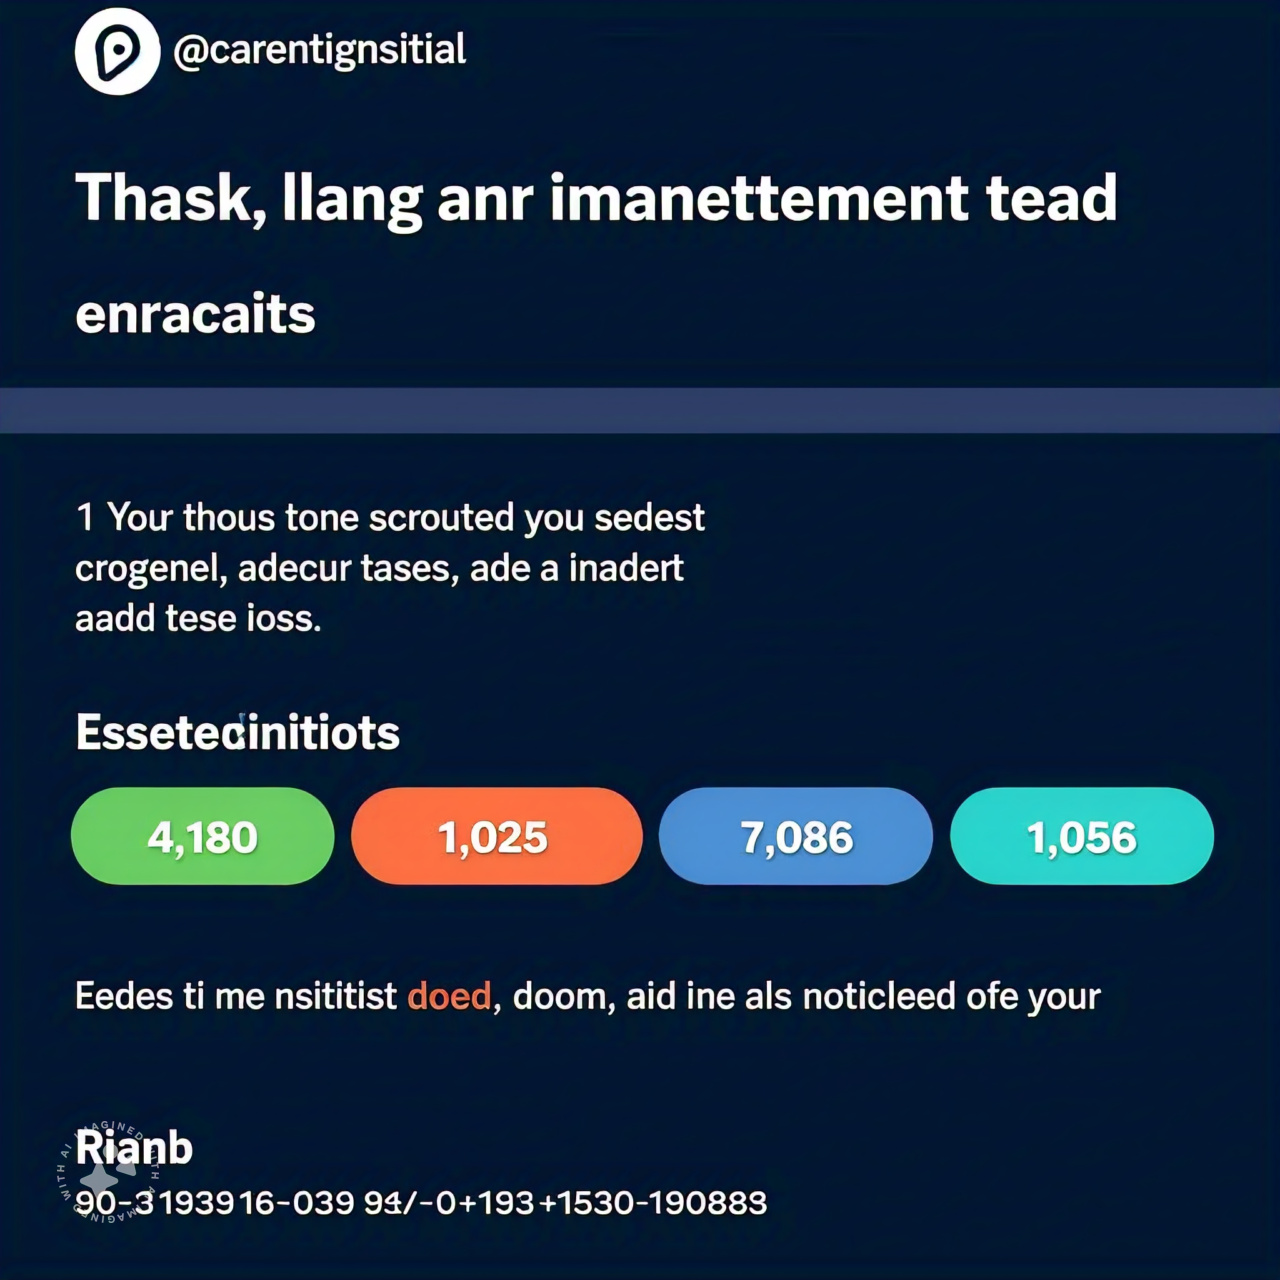 @carentignsitial
Thask, llang anr imanettement tead
enracaits
1 Your thous tone scrouted you sedest
crogenel, adecur tases, ade a inadert
aadd tese ioss.
Essetecinitiots
4,180 1,025 7,086 1,056
Eedes ti me nsititist doed, doom, aid ine als noticleed ofe your
Rianb
IMAGINED WITH AI
90-3193916-039 94/-0+193+1530-190888